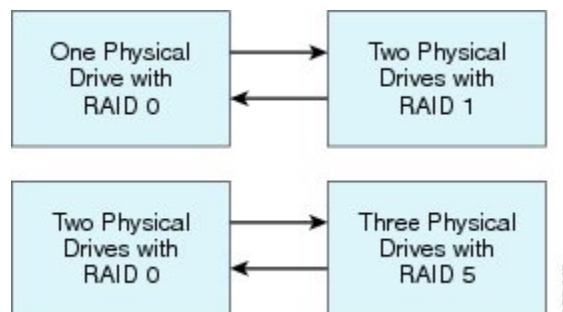 One Physical
Drive with
RAID 0
Two Physical
Drives with
RAID 1
Two Physical
Drives with
RAID 0
Three Physical
Drives with
RAID 5